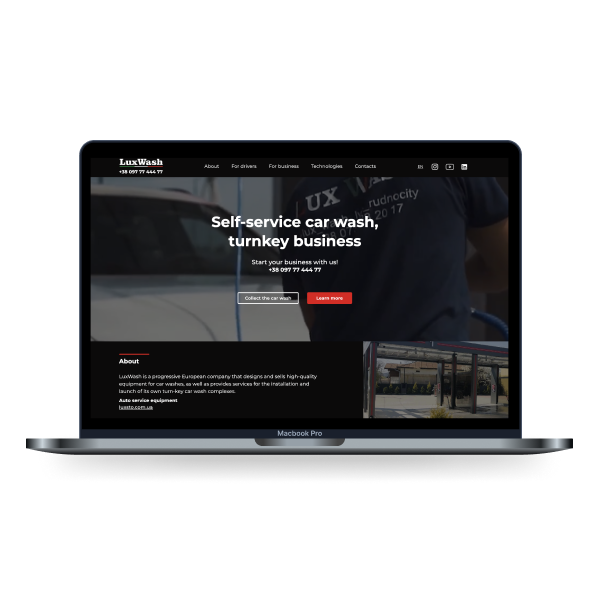 LuxWash
+38 097 77 444 77
About
For drivers
For business
Technologies
Contacts
UX WA
_rudnocity
2017
Self-service car wash,
turnkey business
Start your business with us!
+38 097 77 444 77
Collect the car wash
Learn more
About
LuxWash is a progressive European company that designs and sells high-quality
equipment for car washes, as well as provides services for the installation and
launch of its own turn-key car wash complexes.
Auto service equipment
luxsto.com.ua
Macbook Pro